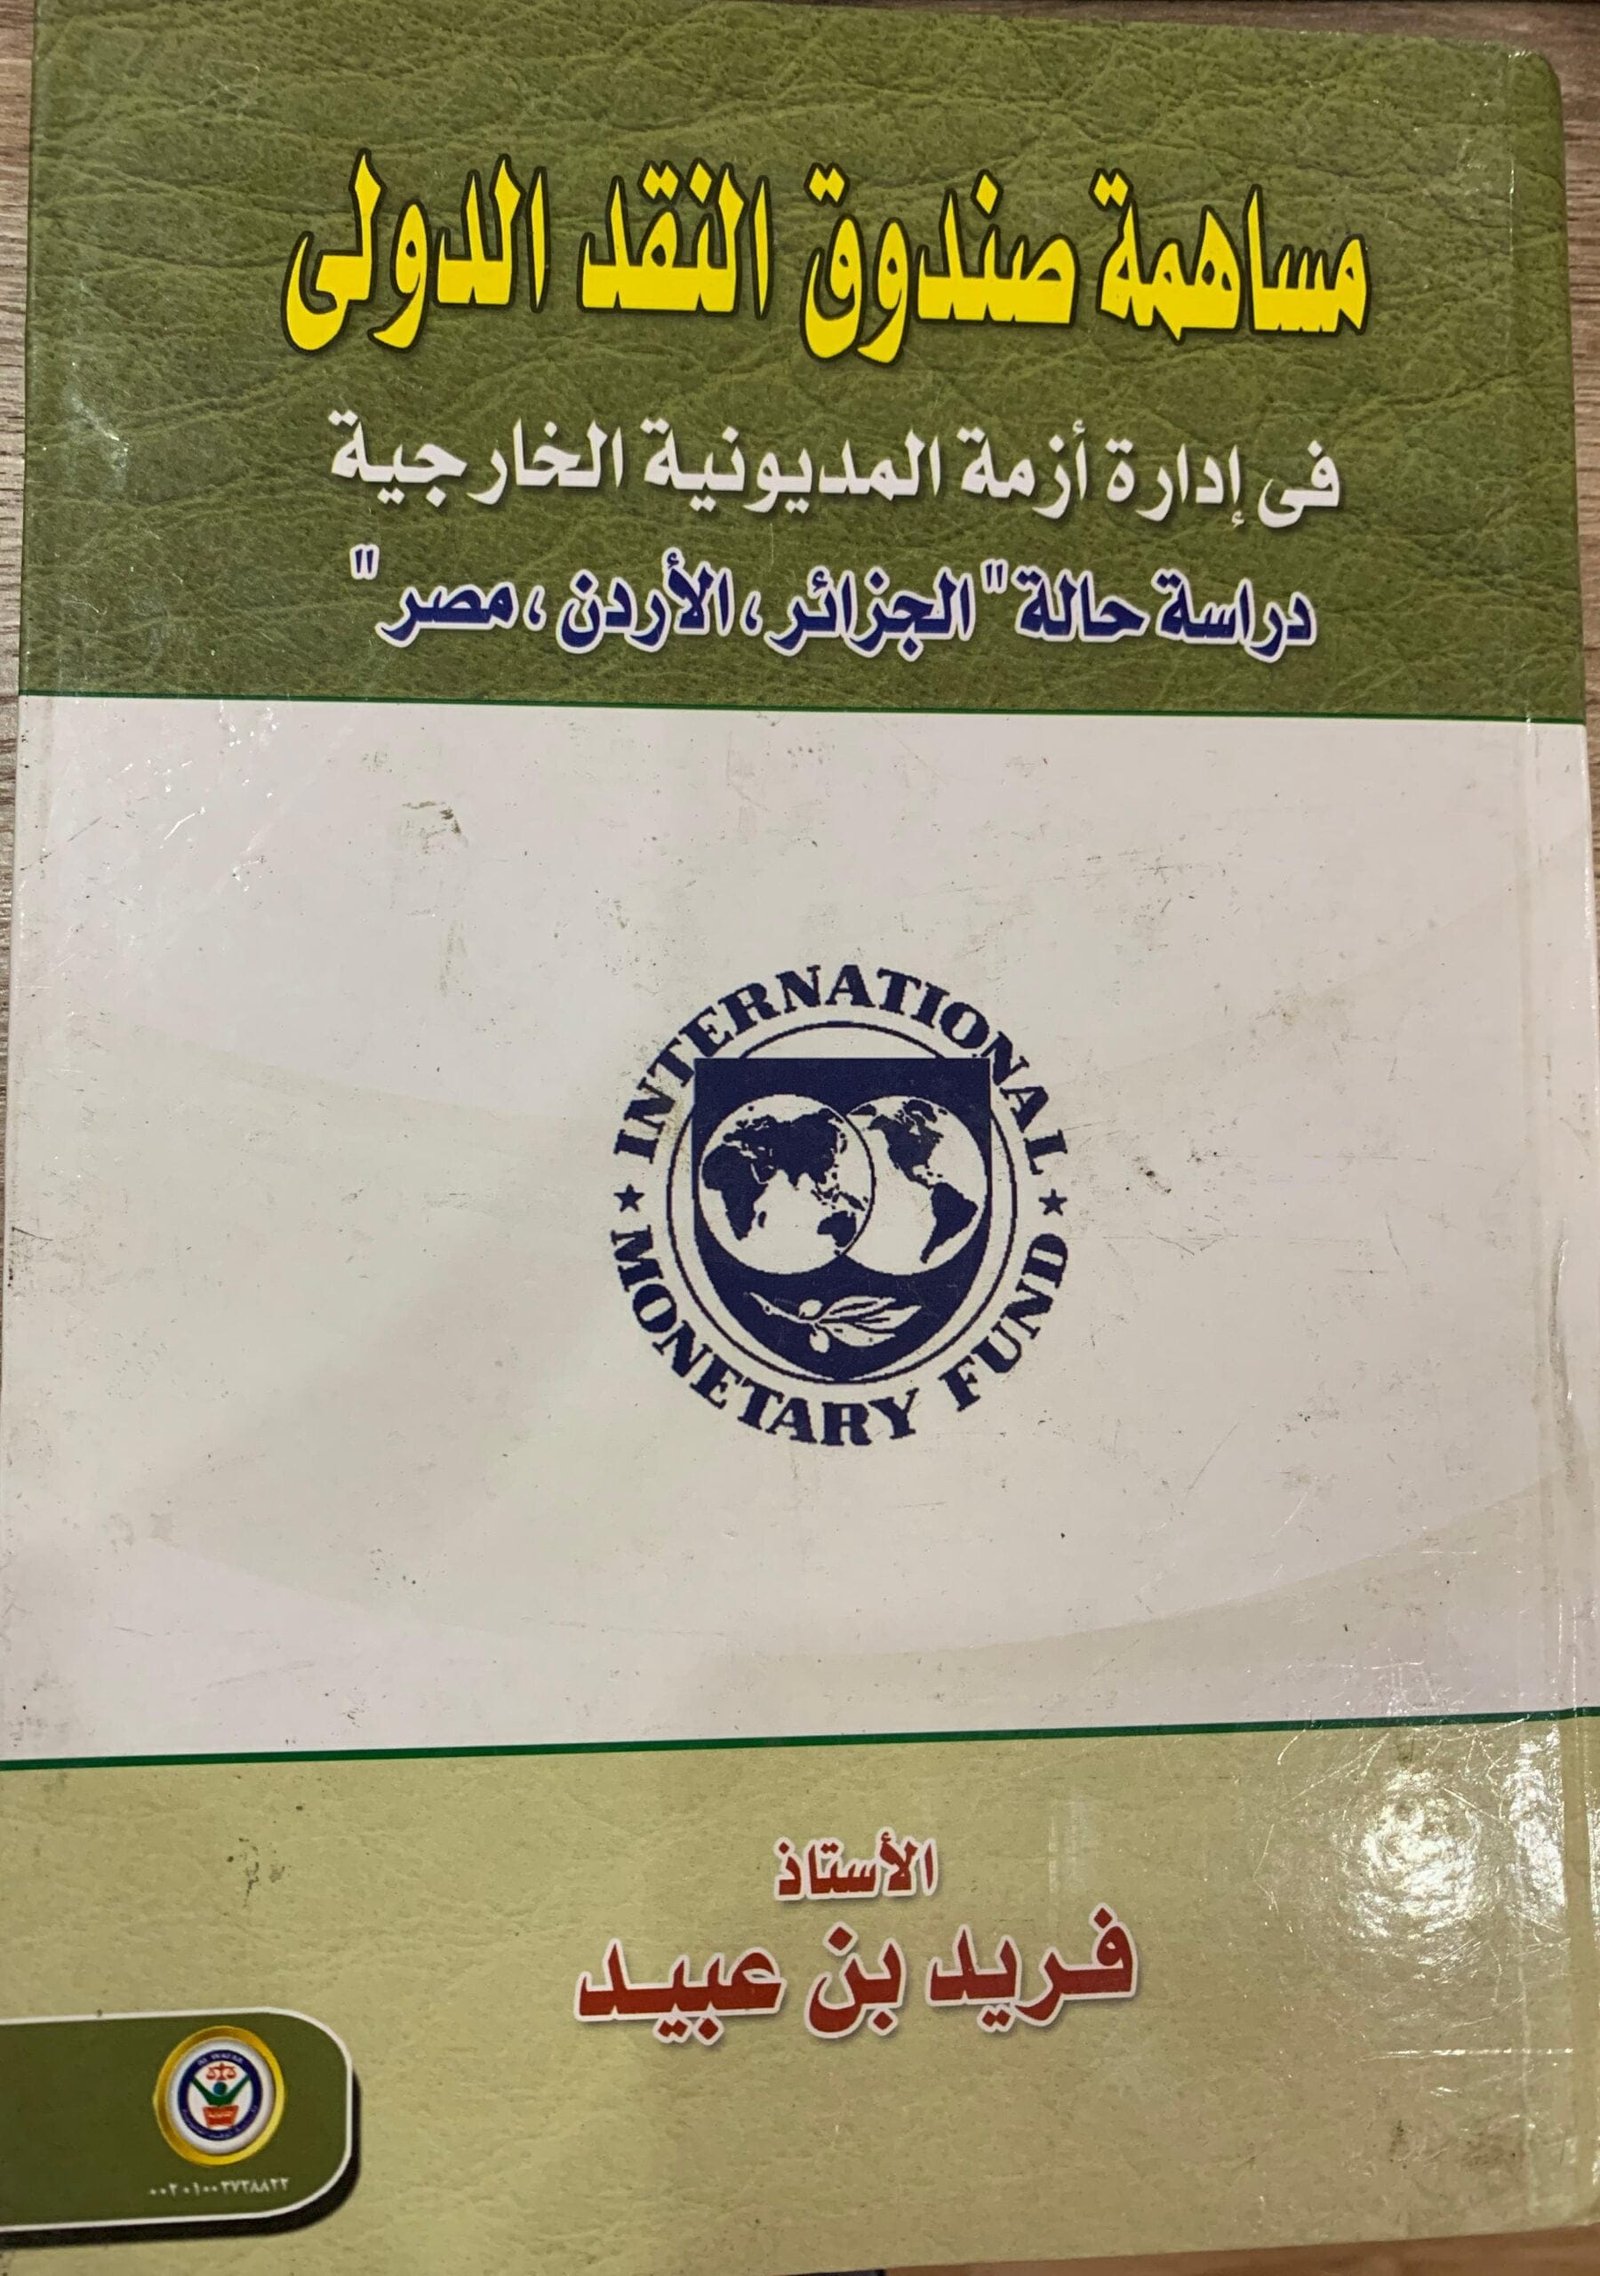 مساهمة صندوق النقد الدولى
فى إدارة أزمة المديونية الخارجية
دراسة حالة "الجزائر، الأردن، مصر"
INTERNATIONAL
MONETARY FUND
الأستاذ
فريد بن عبيد
٠٠٢٠١٠٠٣٧٣٨٨٢٢